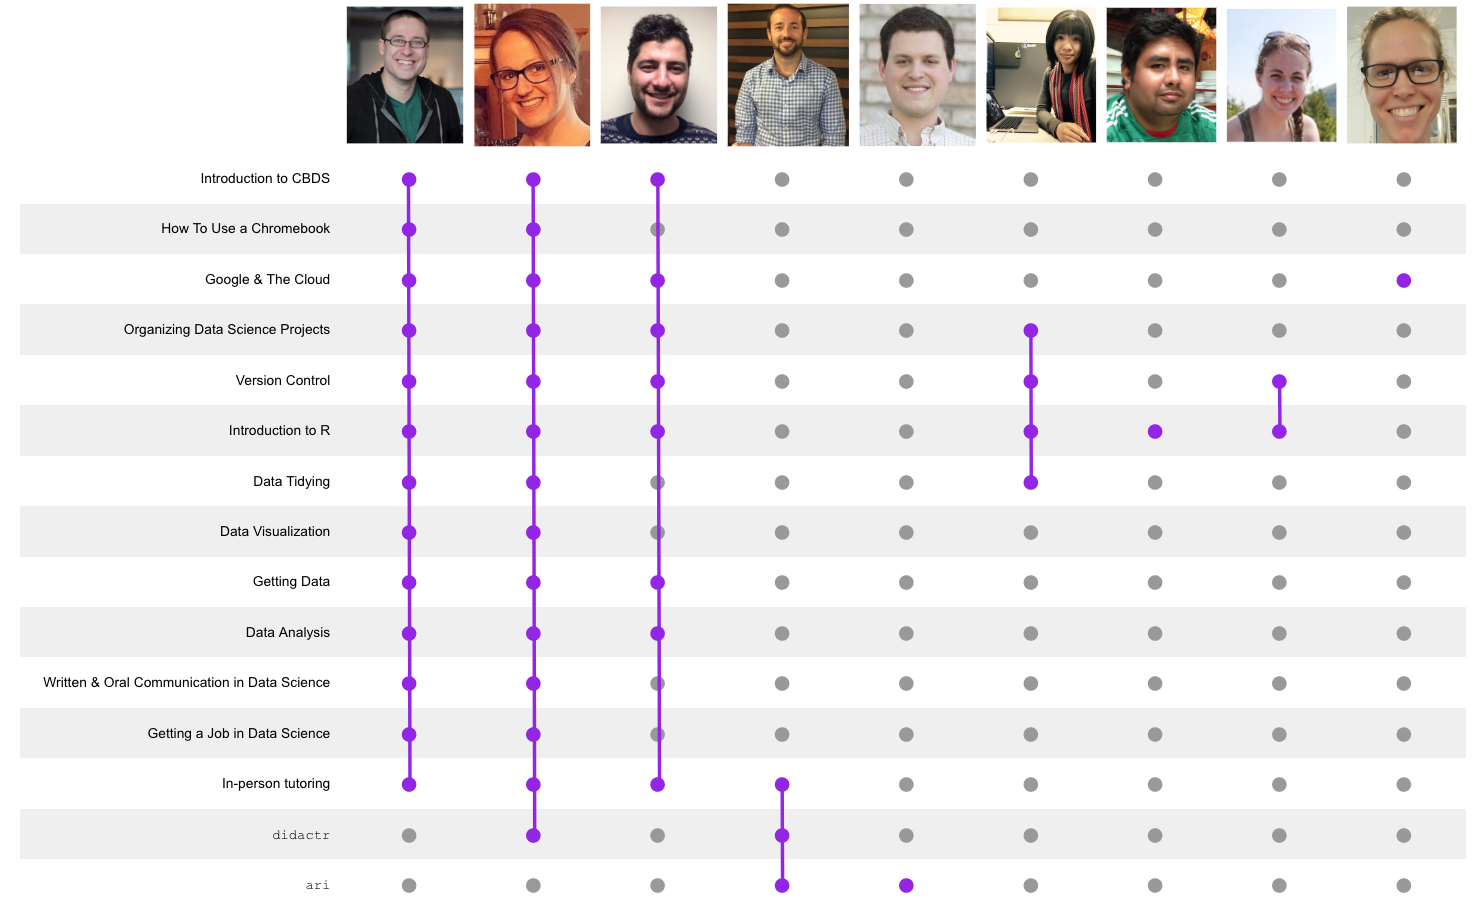 Introduction to CBDS
How To Use a Chromebook
Google & The Cloud
Organizing Data Science Projects
Version Control
Introduction to R
Data Tidying
Data Visualization
Getting Data
Data Analysis
Written & Oral Communication in Data Science
Getting a Job in Data Science
In-person tutoring
didactr
ari